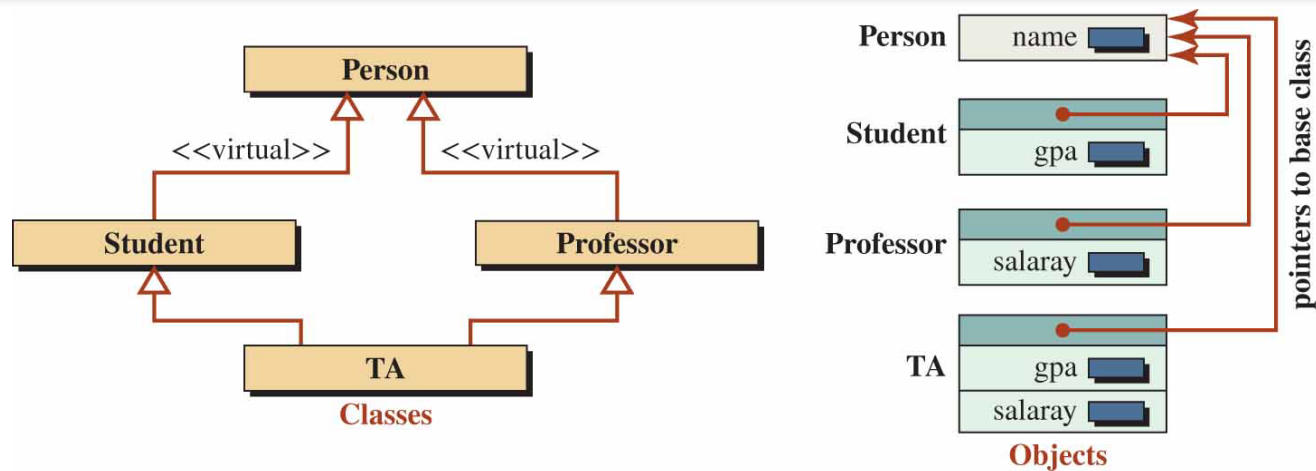 Person
<<virtual>>
<<virtual>>
Student
Professor
TA
Classes
Person
name
Student
gpa
Professor
salaray
TA
gpa
salaray
Objects
pointers to base class